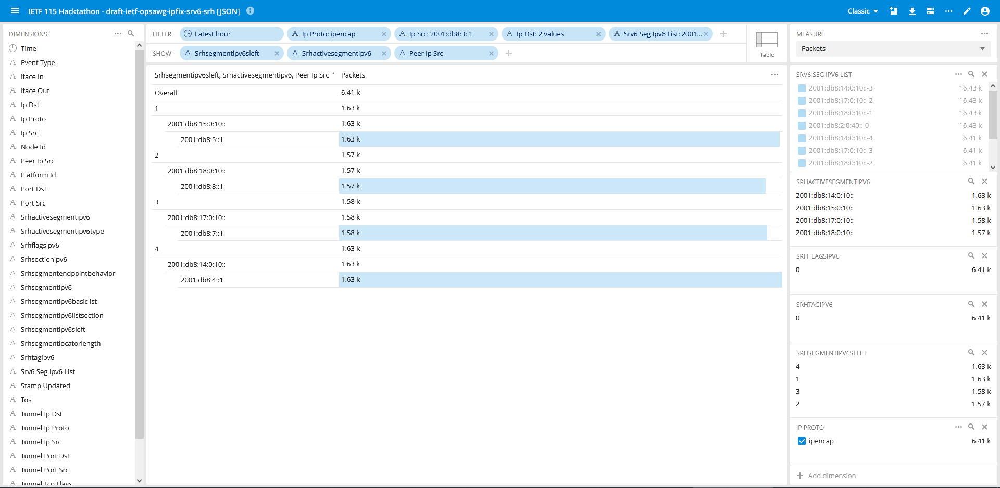 IETF 115 Hacktathon - draft-ietf-opsawg-ipfix-srv6-srh [JSON]
Classic
DIMENSIONS
Time
Event Type
Iface In
Iface Out
Ip Dst
Ip Proto
Ip Src
Node Id
Peer Ip Src
Platform Id
Port Dst
Port Src
Srhactivesegmentipv6
Srhactivesegmentipv6type
Srhflagsipv6
Srhsectionipv6
Srhsegmentendpointbehavior
Srhsegmentipv6
Srhsegmentipv6basiclist
Srhsegmentipv6listsection
Srhsegmentipv6sleft
Srhsegmentlocatorlength
Srhtagipv6
Srv6 Seg Ipv6 List
Stamp Updated
Tos
Tunnel Ip Dst
Tunnel Ip Proto
Tunnel Ip Src
Tunnel Port Dst
Tunnel Port Src
Tunnel Tcp Flags
FILTER Latest hour Ip Proto: ipencap Ip Src: 2001:db8:3::1 Ip Dst: 2 values Srv6 Seg Ipv6 List: 2001...
SHOW Srhsegmentipv6sleft Srhactivesegmentipv6 Peer Ip Src
Table
Srhsegmentipv6sleft, Srhactivesegmentipv6, Peer Ip Src Packets
Overall 6.41 k
1 1.63 k
2001:db8:15:0:10:: 1.63 k
2001:db8:5::1 1.63 k
2 1.57 k
2001:db8:18:0:10:: 1.57 k
2001:db8:8::1 1.57 k
3 1.58 k
2001:db8:17:0:10:: 1.58 k
2001:db8:7::1 1.58 k
4 1.63 k
2001:db8:14:0:10:: 1.63 k
2001:db8:4::1 1.63 k
MEASURE
Packets
SRV6 SEG IPV6 LIST
2001:db8:14:0:10::-3 16.43 k
2001:db8:17:0:10::-2 16.43 k
2001:db8:18:0:10::-1 16.43 k
2001:db8:2:0:40::-0 16.43 k
2001:db8:14:0:10::-4 6.41 k
2001:db8:17:0:10::-3 6.41 k
2001:db8:18:0:10::-2 6.41 k
SRHACTIVESEGMENTIPV6
2001:db8:14:0:10:: 1.63 k
2001:db8:15:0:10:: 1.63 k
2001:db8:17:0:10:: 1.58 k
2001:db8:18:0:10:: 1.57 k
SRHFLAGSIPV6
0 6.41 k
SRHTAGIPV6
0 6.41 k
SRHSEGMENTIPV6SLEFT
4 1.63 k
1 1.63 k
3 1.58 k
2 1.57 k
IP PROTO
ipencap 6.41 k
Add dimension